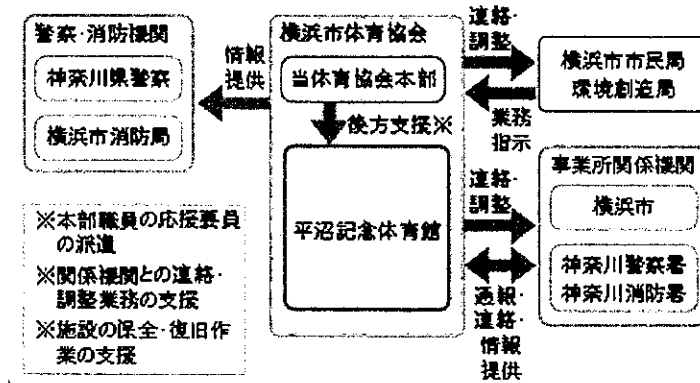 警察・消防機関
神奈川県警察
横浜市消防局
情報
提供
横浜市体育協会
当体育協会本部
後方支援※
平沼記念体育館
連絡・
調整
業務
指示
横浜市市民局
環境創造局
連絡・
調整
通報・
連絡・
情報
提供
事業所関係機関
横浜市
神奈川警察署
神奈川消防署
※本部職員の応援要員
の派遣
※関係機関との連絡・
調整業務の支援
※施設の保全・復旧作
業の支援